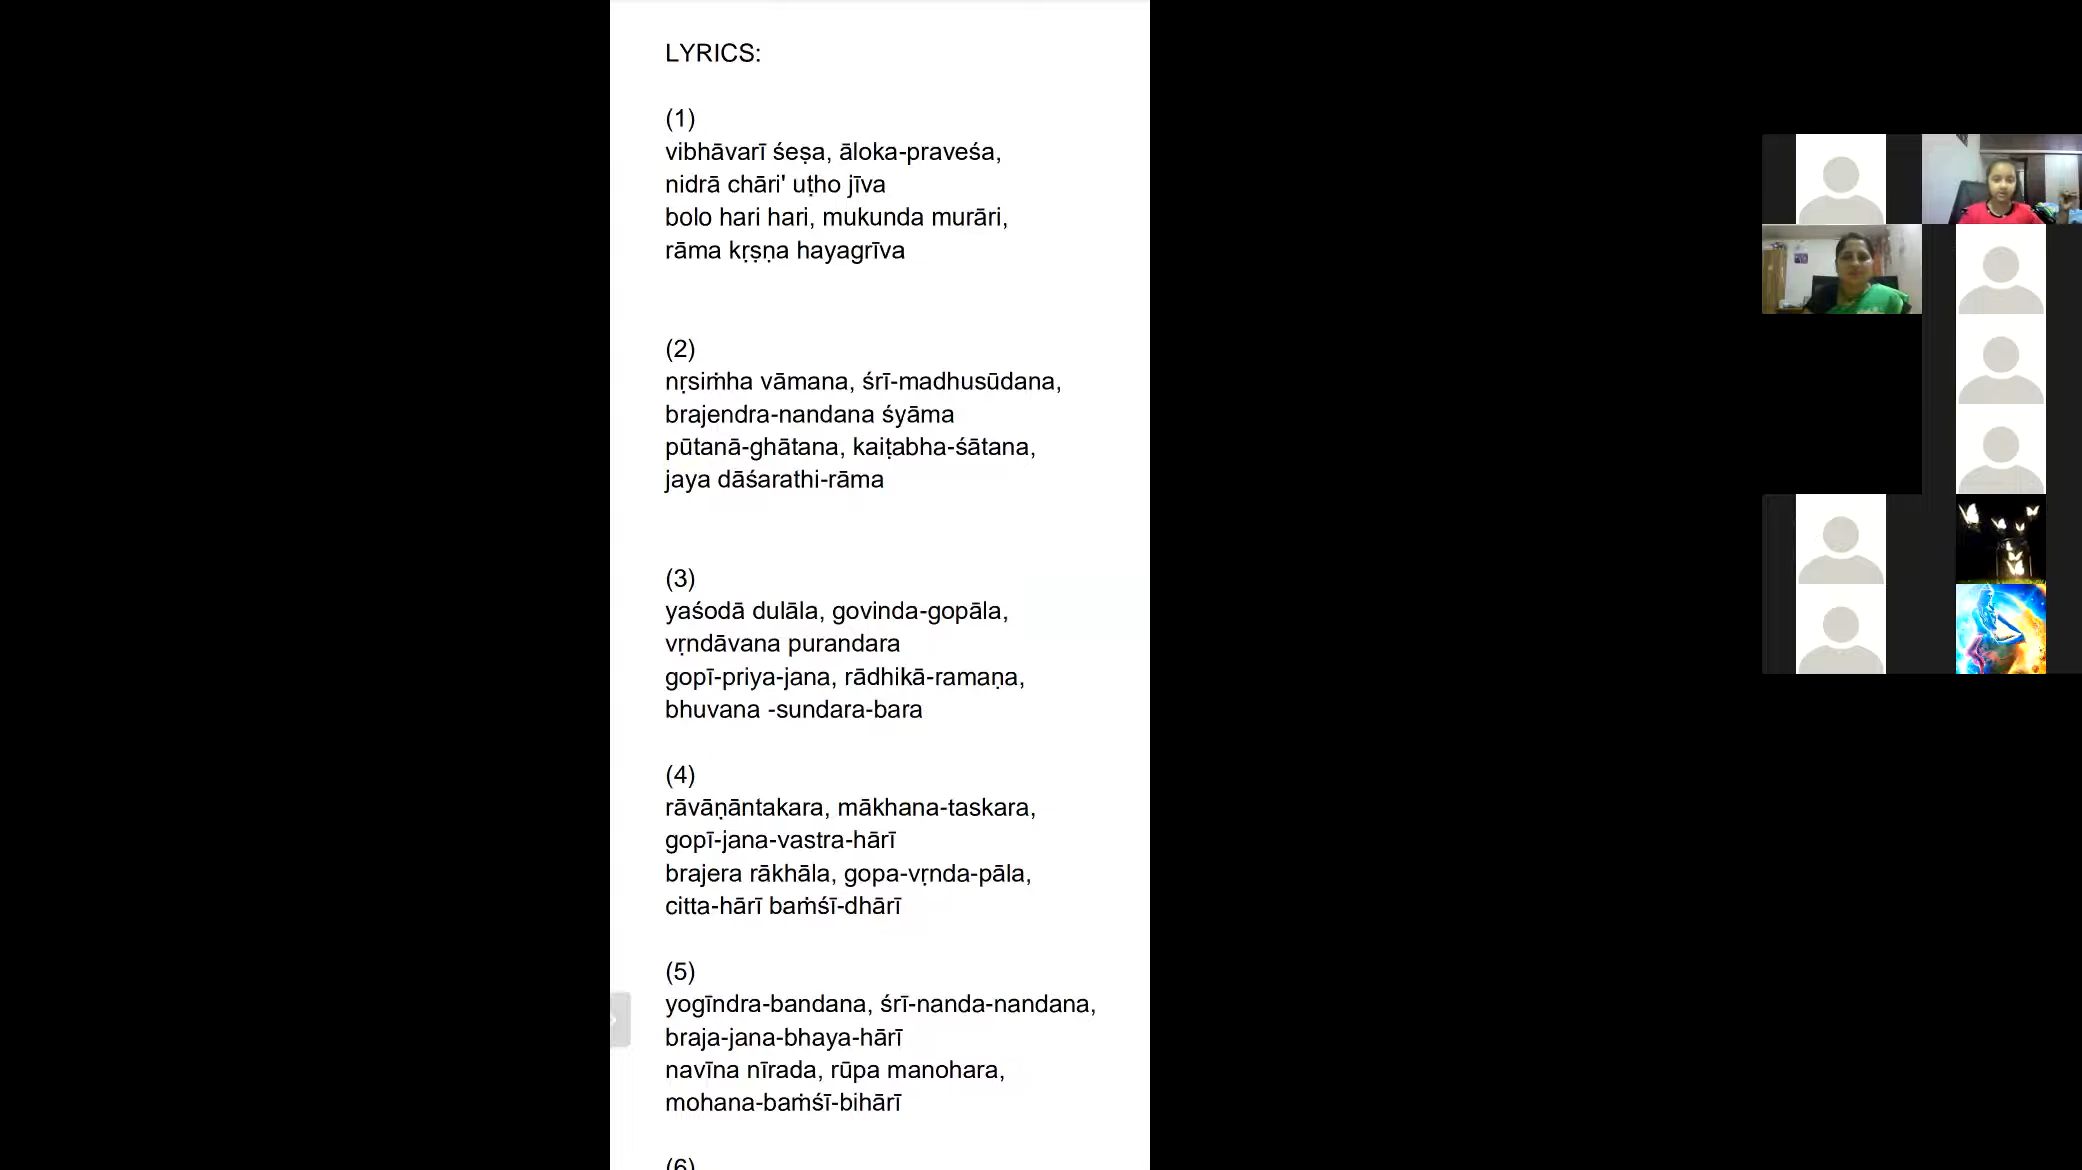 LYRICS:
(1)
vibhāvarī śeṣa, āloka-praveśa,
nidrā chāri' uṭho jīva
bolo hari hari, mukunda murāri,
rāma kṛṣṇa hayagrīva
(2)
nṛsiṁha vāmana, śrī-madhusūdana,
brajendra-nandana śyāma
pūtanā-ghātana, kaiṭabha-śātana,
jaya dāśarathi-rāma
(3)
yaśodā dulāla, govinda-gopāla,
vṛndāvana purandara
gopī-priya-jana, rādhikā-ramaṇa,
bhuvana -sundara-bara
(4)
rāvāṇāntakara, mākhana-taskara,
gopī-jana-vastra-hārī
brajera rākhāla, gopa-vṛnda-pāla,
citta-hārī baṁśī-dhārī
(5)
yogīndra-bandana, śrī-nanda-nandana,
braja-jana-bhaya-hārī
navīna nīrada, rūpa manohara,
mohana-baṁśī-bihārī
(6)